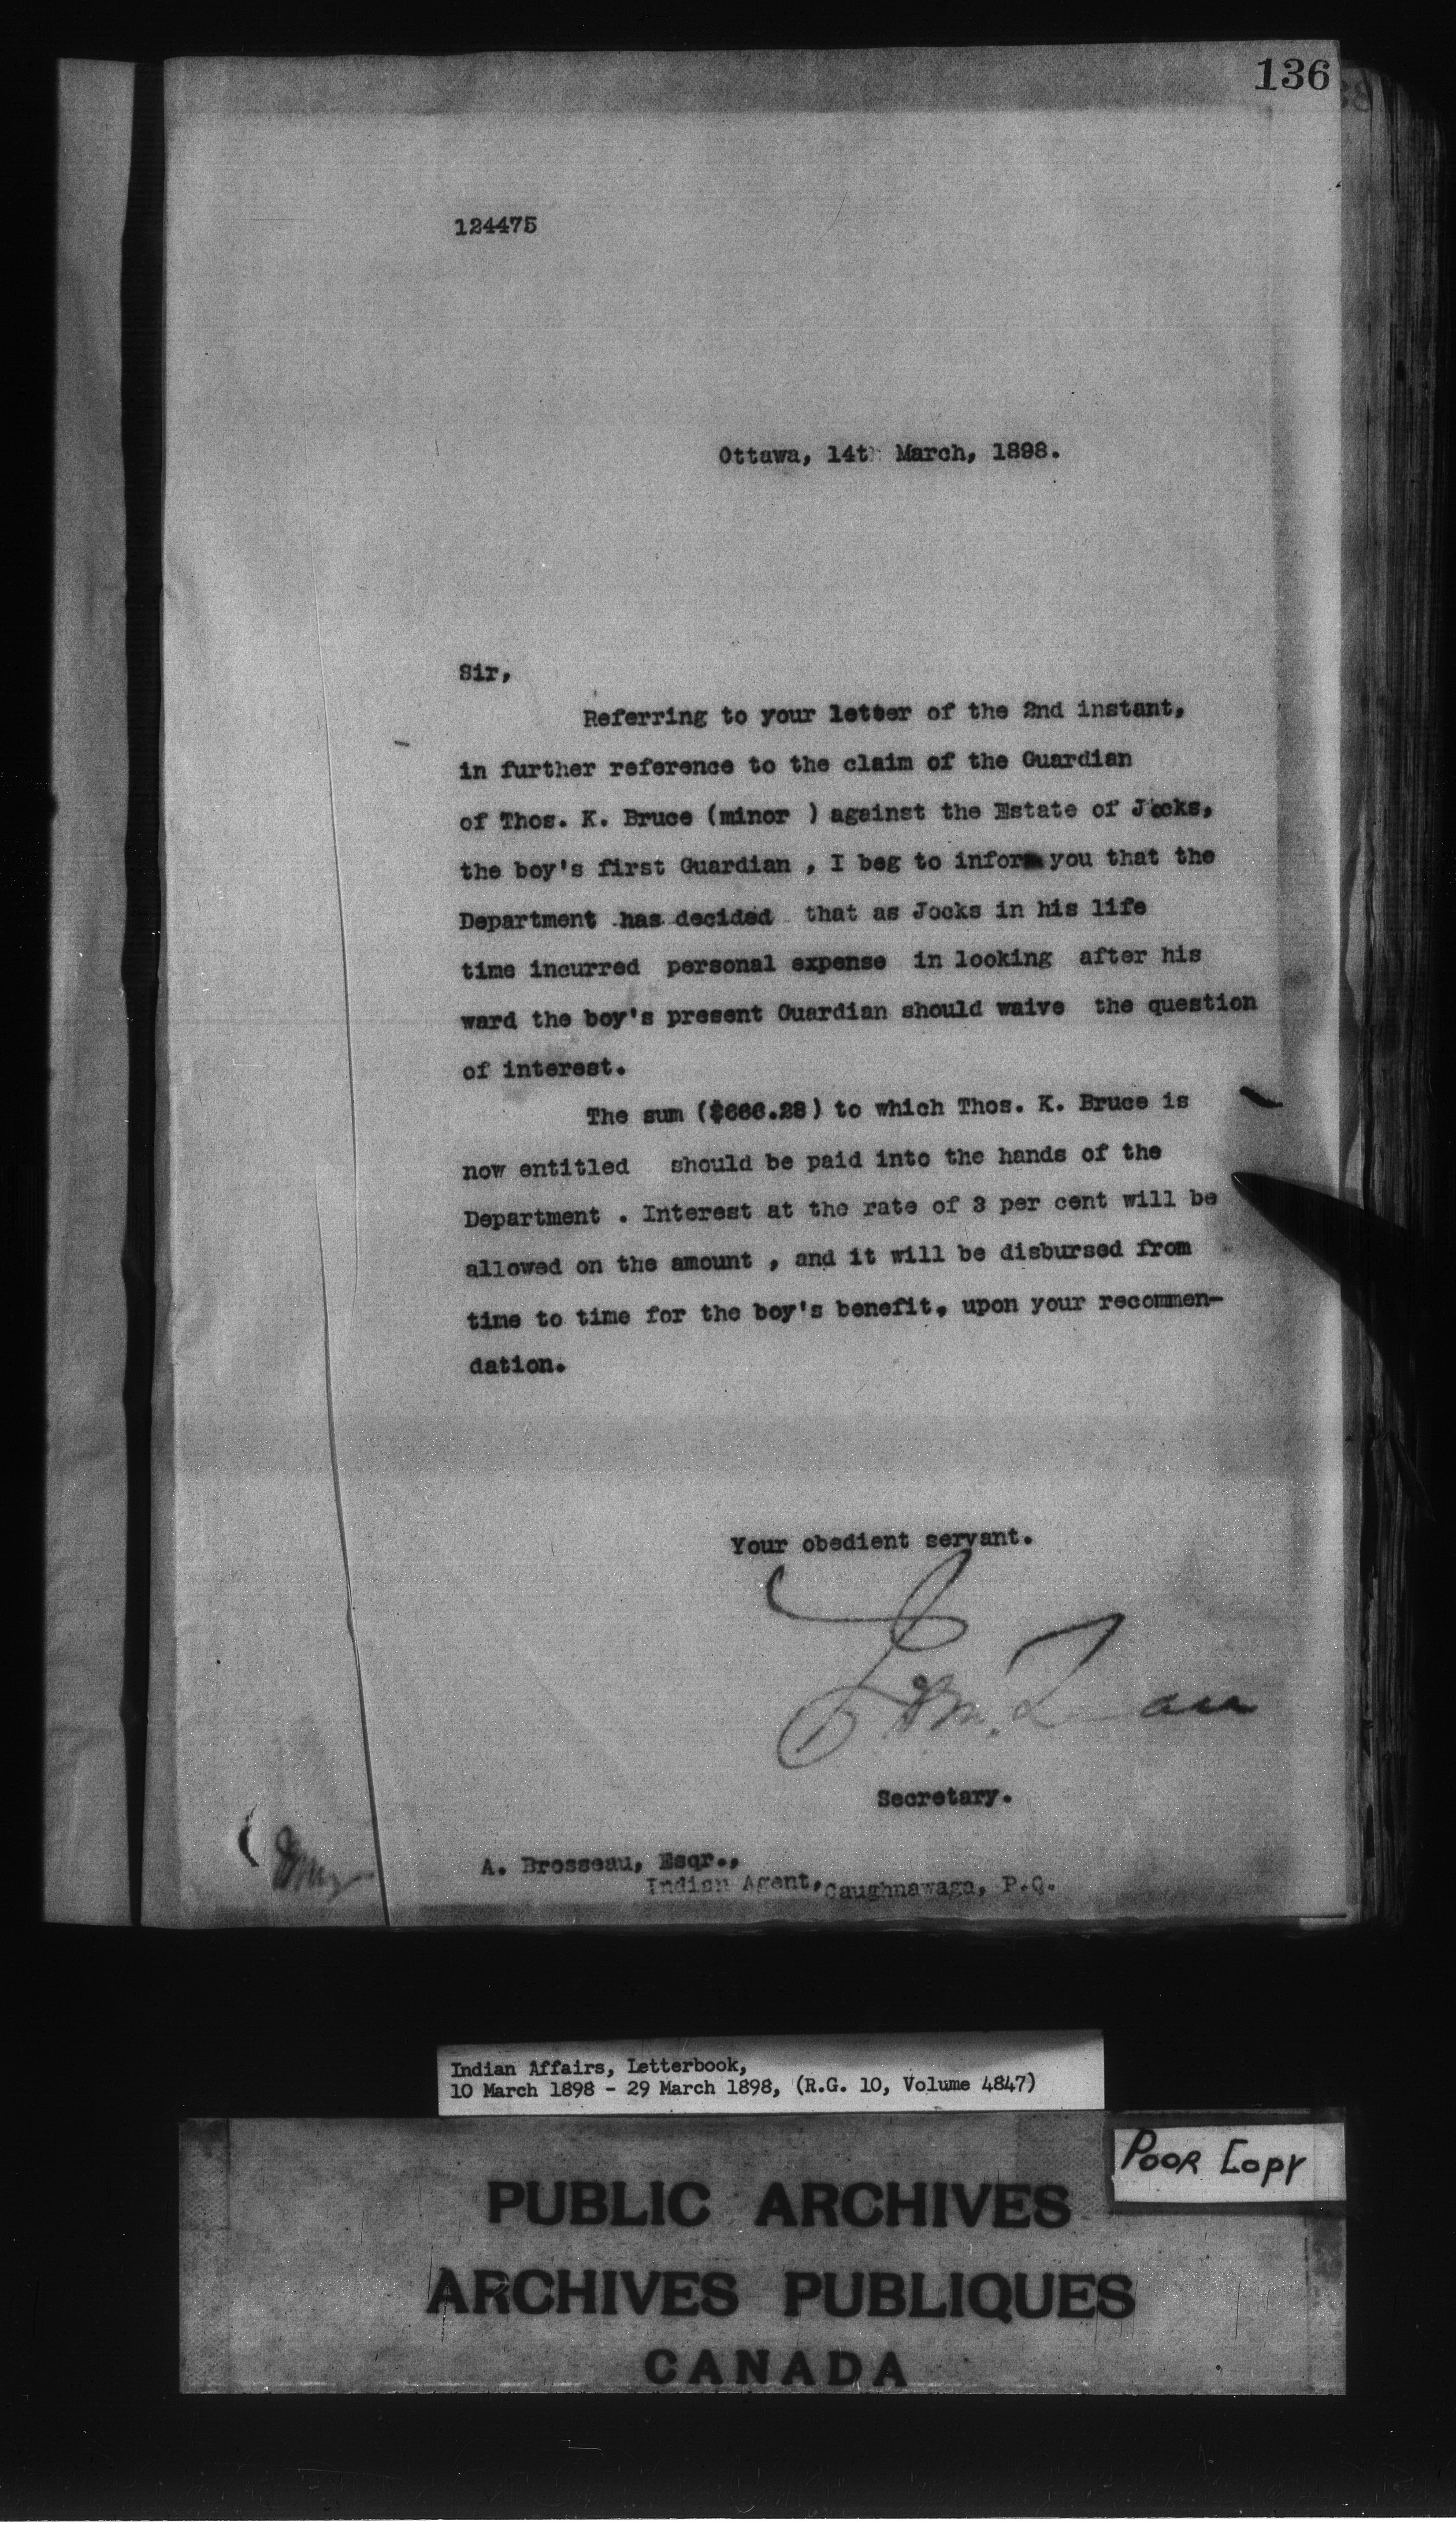 136
124475
Ottawa, 14th March, 1898.
Sir,
Referring to your letter of the 2nd instant,
in further reference to the claim of the Guardian
of Thos. K. Bruce (minor ) against the Estate of Jocks,
the boy's first Guardian , I beg to inform you that the
Department has decided that as Jocks in his life
time incurred personal expense in looking after his
ward the boy's present Guardian should waive the question
of interest.
The sum ($666.28) to which Thos. K. Bruce is
now entitled should be paid into the hands of the
Department . Interest at the rate of 3 per cent will be
allowed on the amount , and it will be disbursed from
time to time for the boy's benefit, upon your recommen-
dation.
Your obedient servant.
Secretary.
A. Brosseau, Esqr.,
Indian Agent, Caughnawaga, P.Q.
Indian Affairs, Letterbook,
10 March 1898 - 29 March 1898, (R.G. 10, Volume 4847)
POOR COPY
PUBLIC ARCHIVES
ARCHIVES PUBLIQUES
CANADA